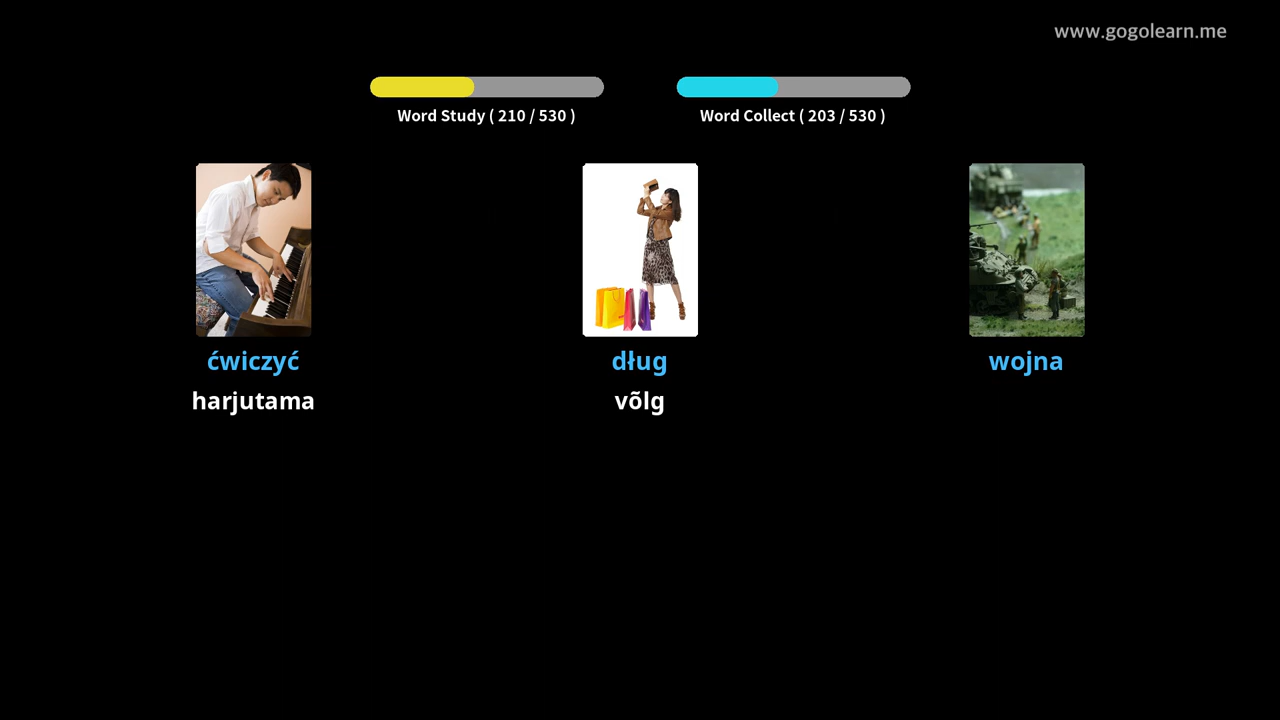 www.gogolearn.me
Word Study ( 210 / 530 )
Word Collect ( 203 / 530 )
ćwiczyć
dług
wojna
harjutama
võlg